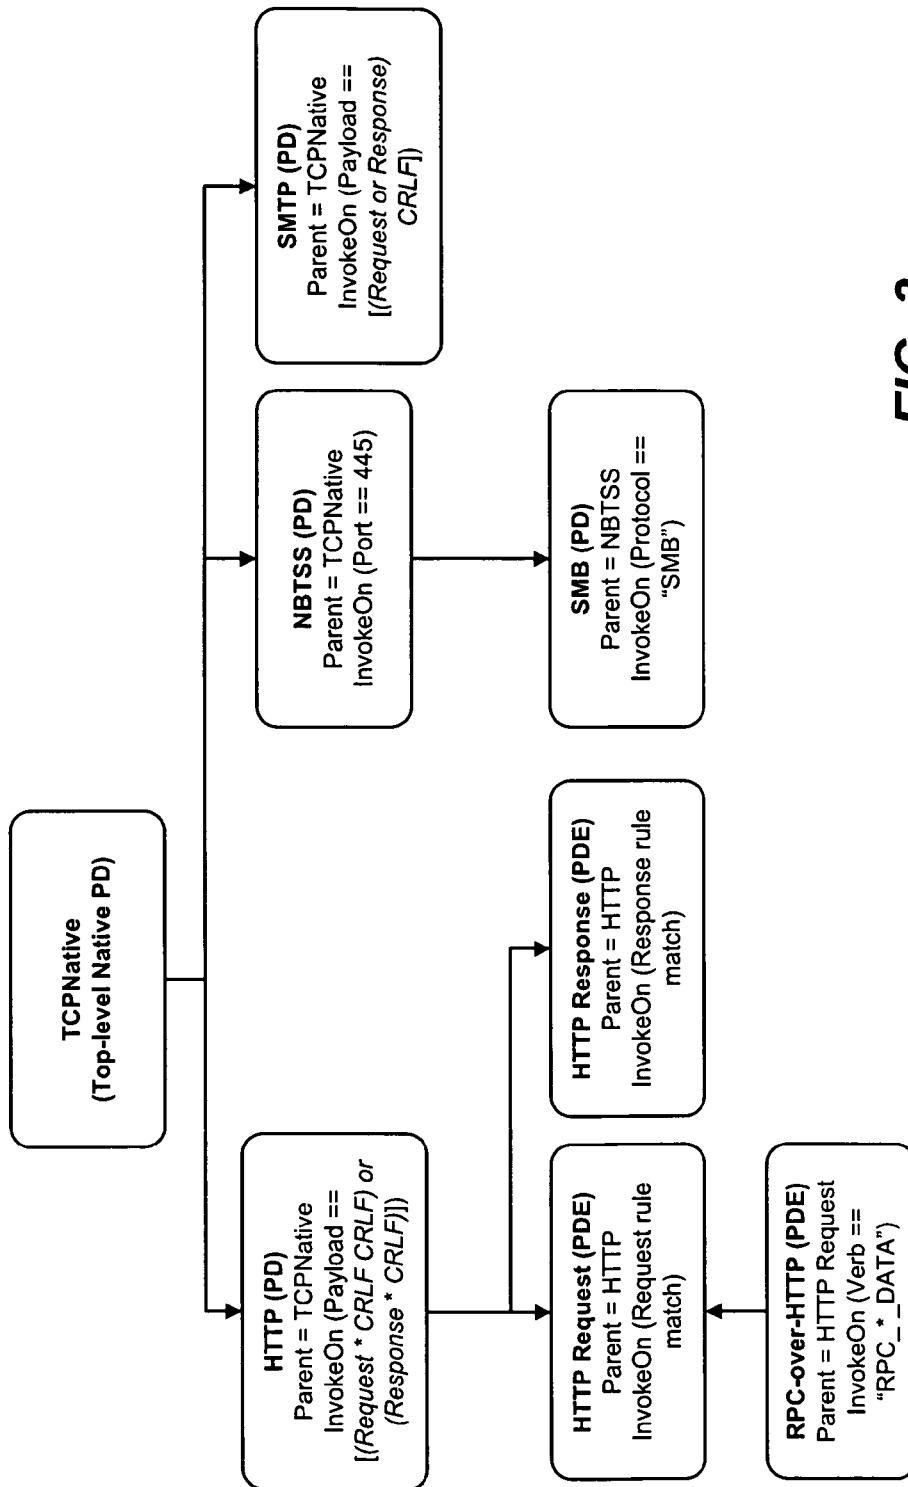 TCPNative
(Top-level Native PD)
HTTP (PD)
Parent = TCPNative
InvokeOn (Payload ==
[(Request * CRLF CRLF) or
(Response * CRLF)])
NBTSS (PD)
Parent = TCPNative
InvokeOn (Port == 445)
SMTP (PD)
Parent = TCPNative
InvokeOn (Payload ==
[(Request or Response)
CRLF])
HTTP Request (PDE)
Parent = HTTP
InvokeOn (Request rule
match)
HTTP Response (PDE)
Parent = HTTP
InvokeOn (Response rule
match)
SMB (PD)
Parent = NBTSS
InvokeOn (Protocol ==
“SMB”)
RPC-over-HTTP (PDE)
Parent = HTTP Request
InvokeOn (Verb ==
“RPC_*_DATA”)
FIG.